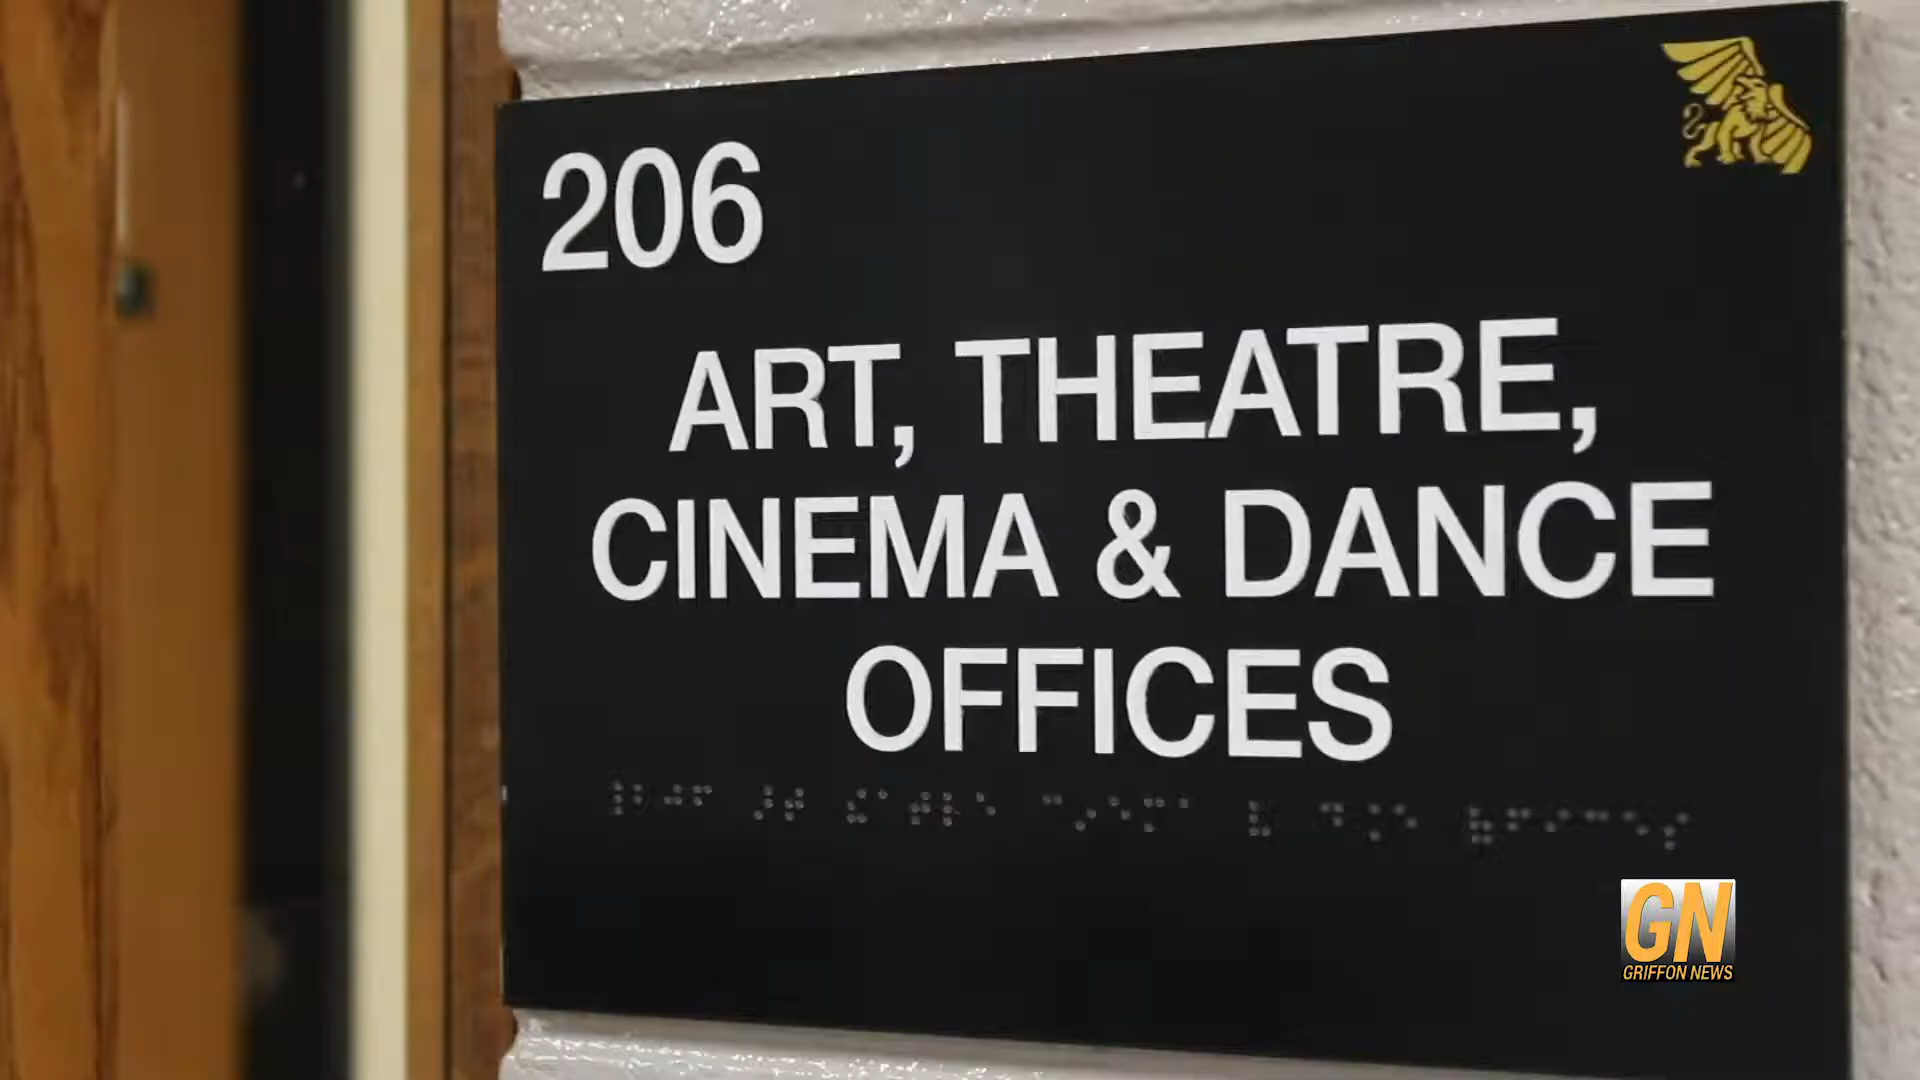 206
ART, THEATRE,
CINEMA & DANCE
OFFICES
GN
GRIFFON NEWS